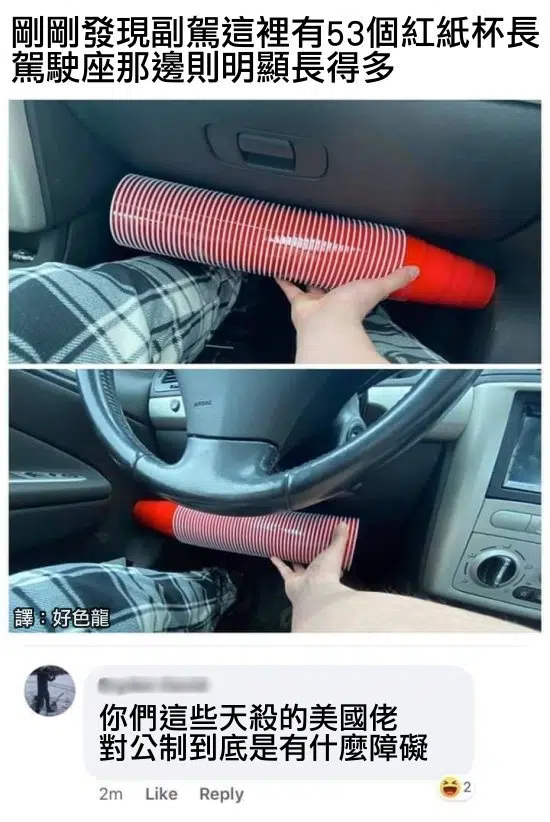 剛剛發現副駕這裡有53個紅紙杯長
駕駛座那邊則明顯長得多
AIRBAG
譯：好色龍
你們這些天殺的美國佬
對公制到底是有什麼障礙
2m Like Reply
2